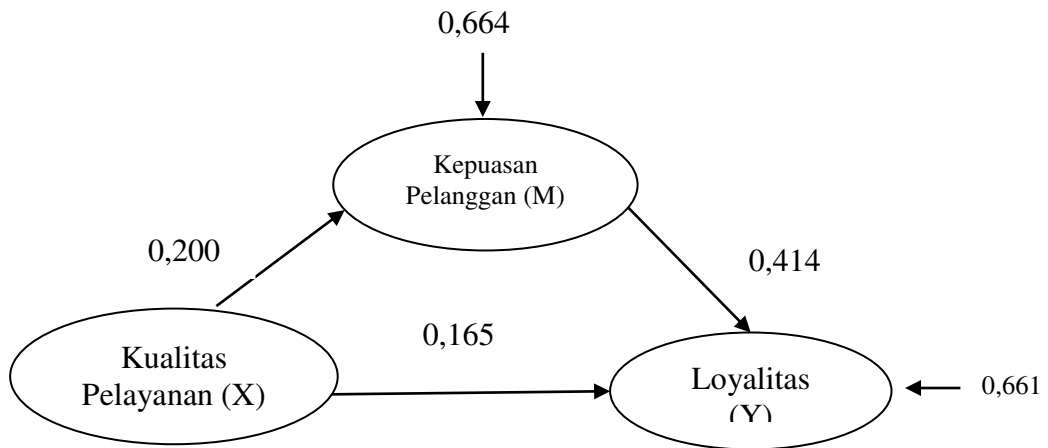 0,664
Kepuasan
Pelanggan (M)
0,200
0,414
0,165
Kualitas
Pelayanan (X)
Loyalitas
(Y)
0,661